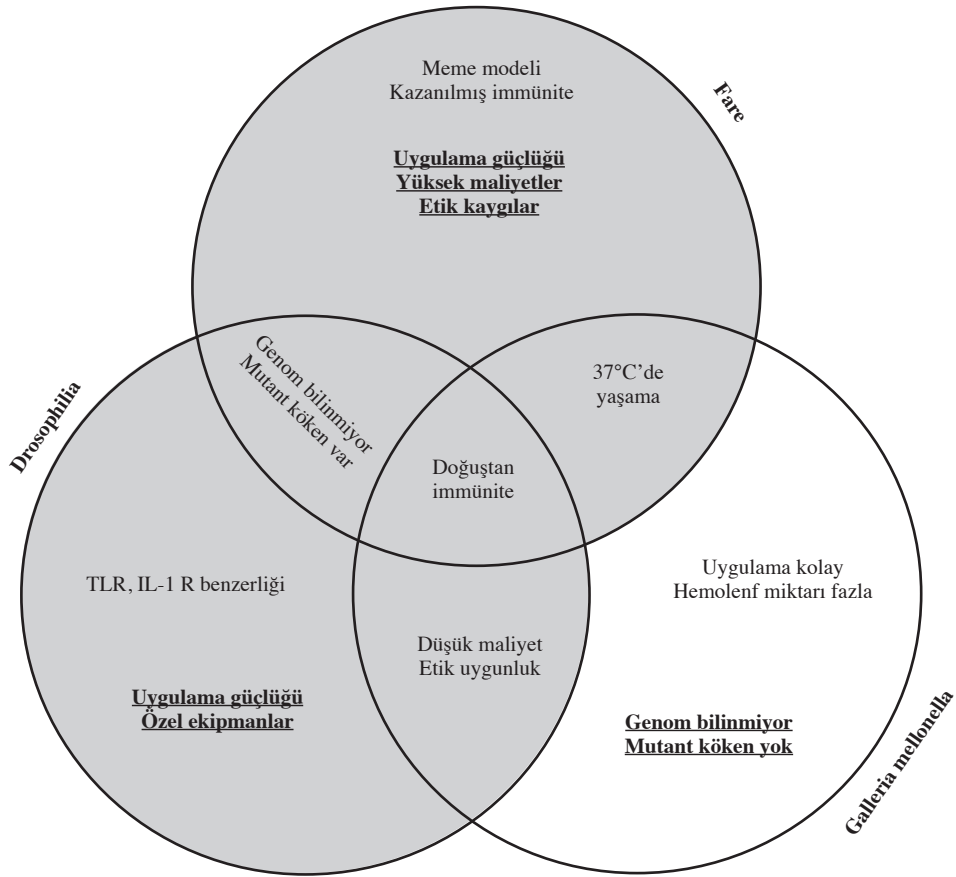 Meme modeli
Kazanılmış immünite
Fare
Uygulama güçlüğü
Yüksek maliyetler
Etik kaygılar
Genom bilinmiyor
Mutant köken var
37°C’de
yaşama
Drosophilia
Doğuştan
immünite
TLR, IL-1 R benzerliği
Uygulama kolay
Hemolenf miktarı fazla
Düşük maliyet
Etik uygunluk
Uygulama güçlüğü
Özel ekipmanlar
Genom bilinmiyor
Mutant köken yok
Galleria mellonella